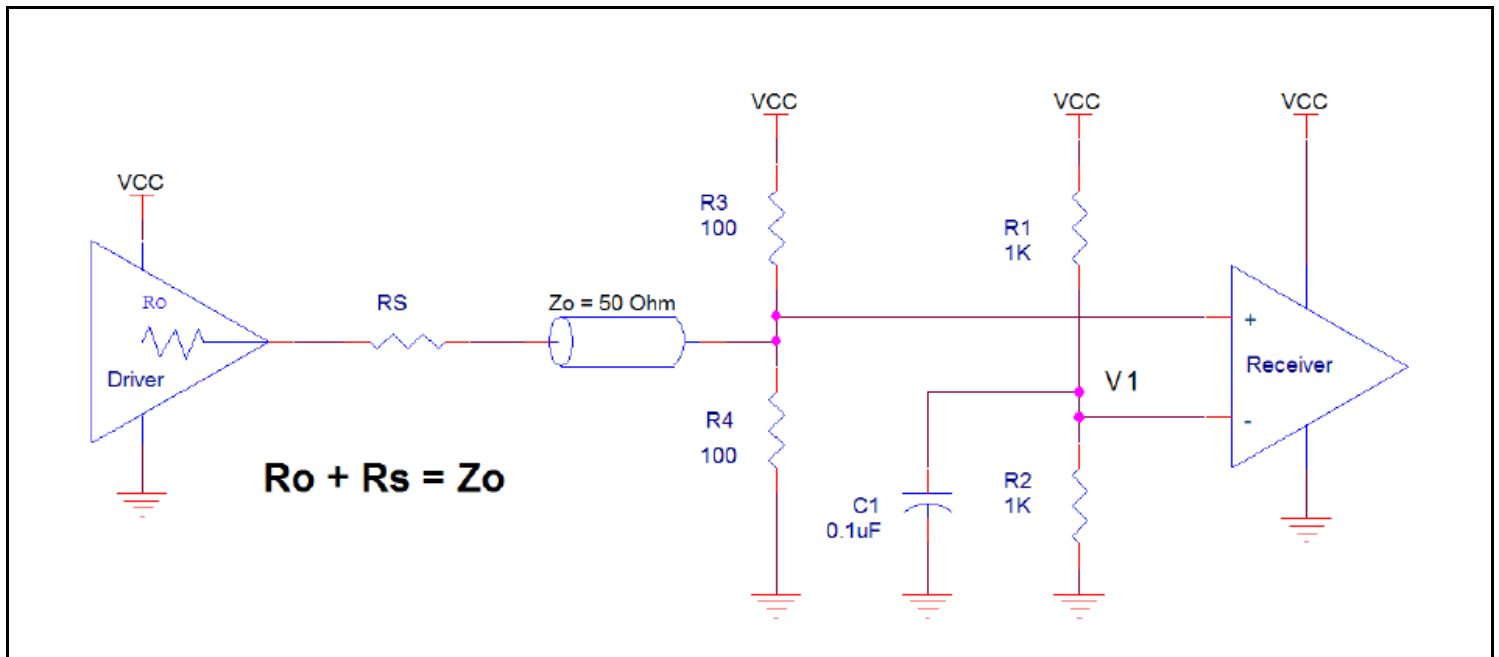 VCC
VCC
VCC
VCC
R3
100
R1
1K
Ro
RS
Zo = 50 Ohm
+
Driver
Receiver
V1
R4
100
-
Ro + Rs = Zo
C1
0.1uF
R2
1K